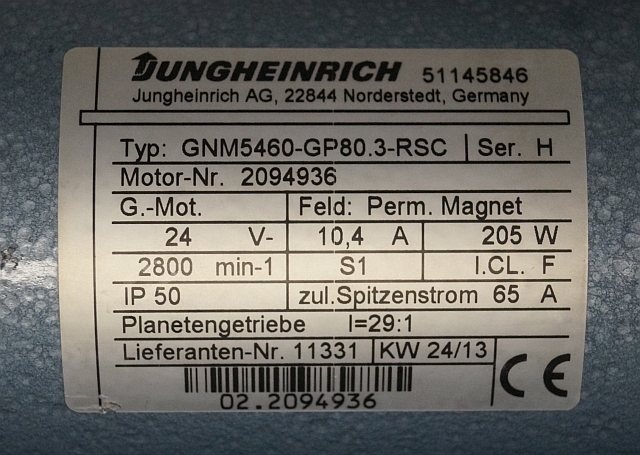 JUNGHEINRICH 51145846
Jungheinrich AG, 22844 Norderstedt, Germany
Typ: GNM5460-GP80.3-RSC Ser. H
Motor-Nr. 2094936
G.-Mot. Feld: Perm. Magnet
24 V- 10,4 A 205 W
2800 min-1 S1 I.CL. F
IP 50 zul.Spitzenstrom 65 A
Planetengetriebe I=29:1
Lieferanten-Nr. 11331 KW 24/13
CE
02.2094936